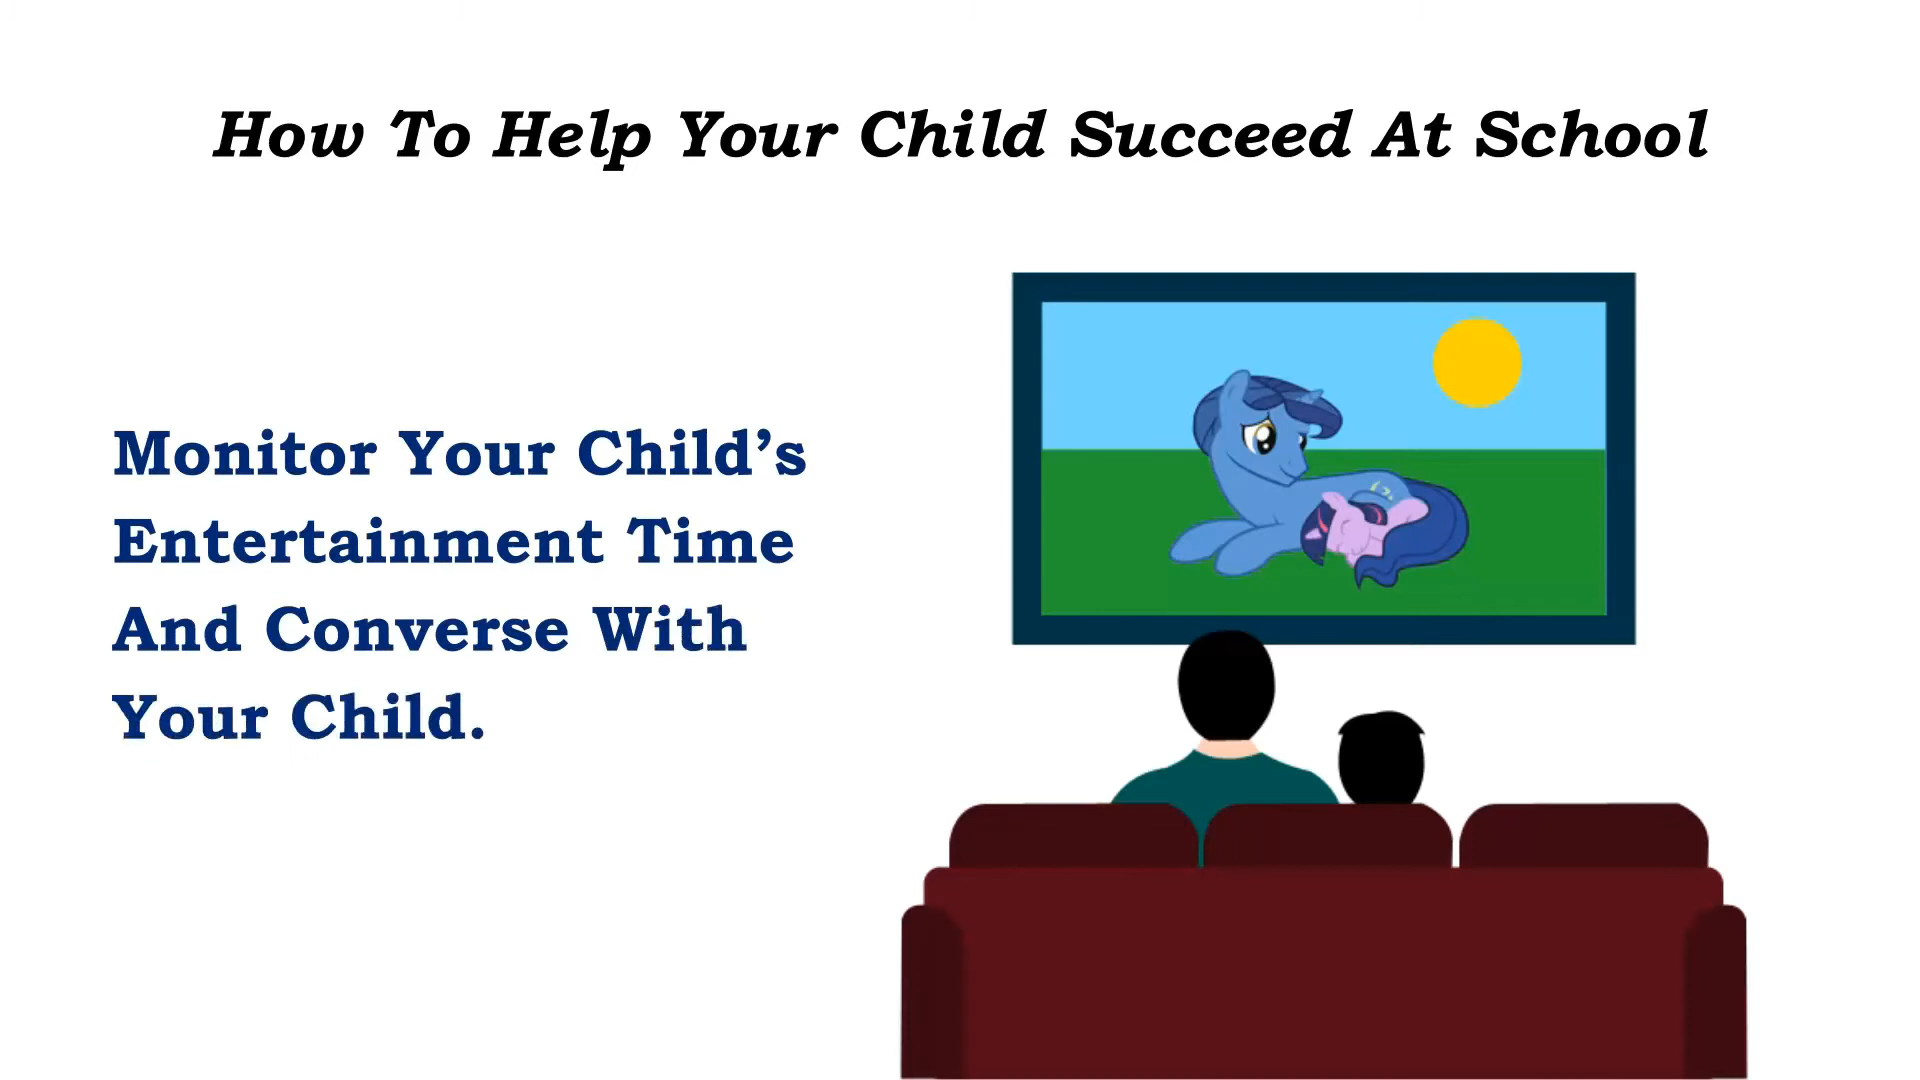 How To Help Your Child Succeed At School
Monitor Your Child’s
Entertainment Time
And Converse With
Your Child.